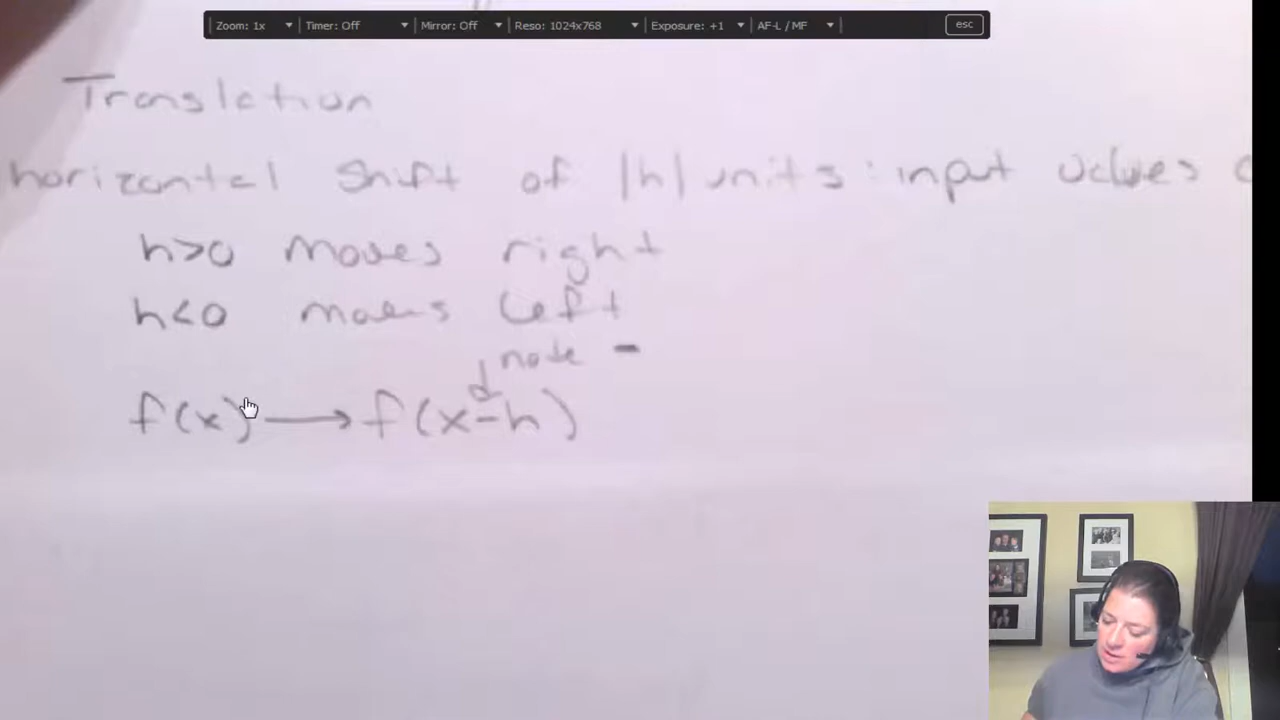 Zoom: 1x Timer: Off Mirror: Off Reso: 1024x768 Exposure: +1 AF-L / MF esc
Translation
horizontal shift of |h| units: input values
h>0 moves right
h<0 moves left
note -
f(x) → f(x-h)